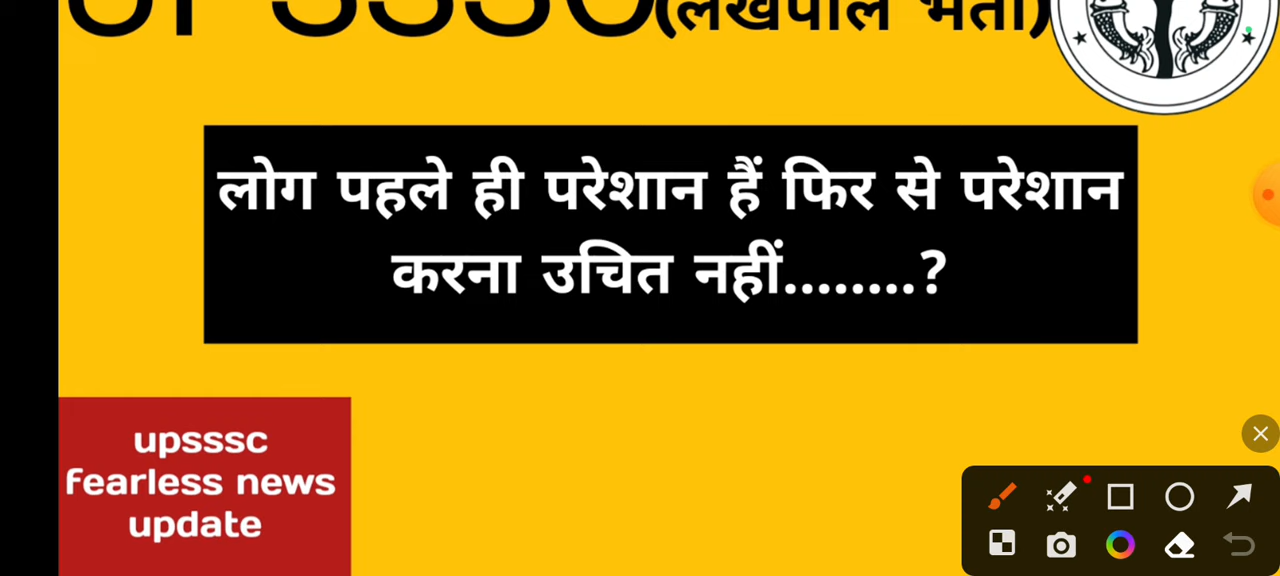 (लेखपाल भर्ती)
लोग पहले ही परेशान हैं फिर से परेशान
करना उचित नहीं........?
upsssc
fearless news
update